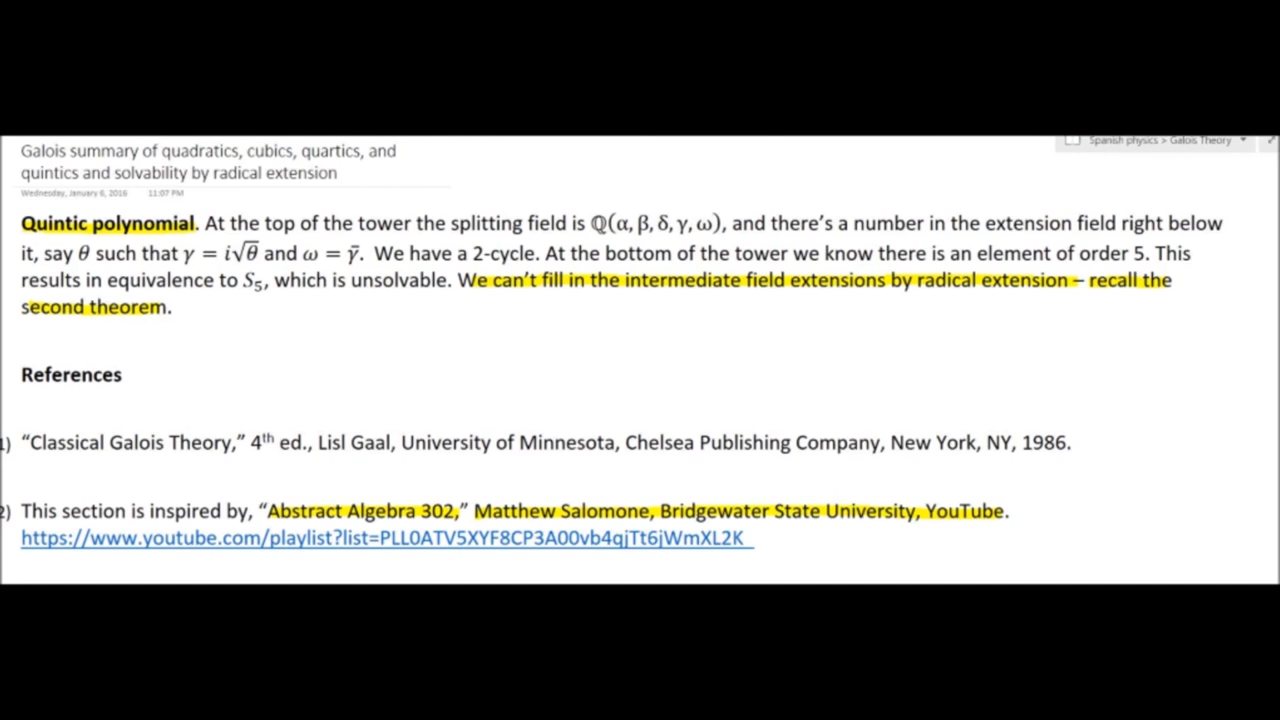 Spanish physics > Galois Theory
Galois summary of quadratics, cubics, quartics, and
quintics and solvability by radical extension
Wednesday, January 6, 2016 11:07 PM
Quintic polynomial. At the top of the tower the splitting field is ℚ(α, β, δ, γ, ω), and there's a number in the extension field right below
it, say θ such that γ = i√θ and ω = γ̄. We have a 2-cycle. At the bottom of the tower we know there is an element of order 5. This
results in equivalence to S₅, which is unsolvable. We can't fill in the intermediate field extensions by radical extension – recall the
second theorem.
References
1) “Classical Galois Theory,” 4th ed., Lisl Gaal, University of Minnesota, Chelsea Publishing Company, New York, NY, 1986.
2) This section is inspired by, “Abstract Algebra 302,” Matthew Salomone, Bridgewater State University, YouTube.
https://www.youtube.com/playlist?list=PLL0ATV5XYF8CP3A00vb4qjTt6jWmXL2K